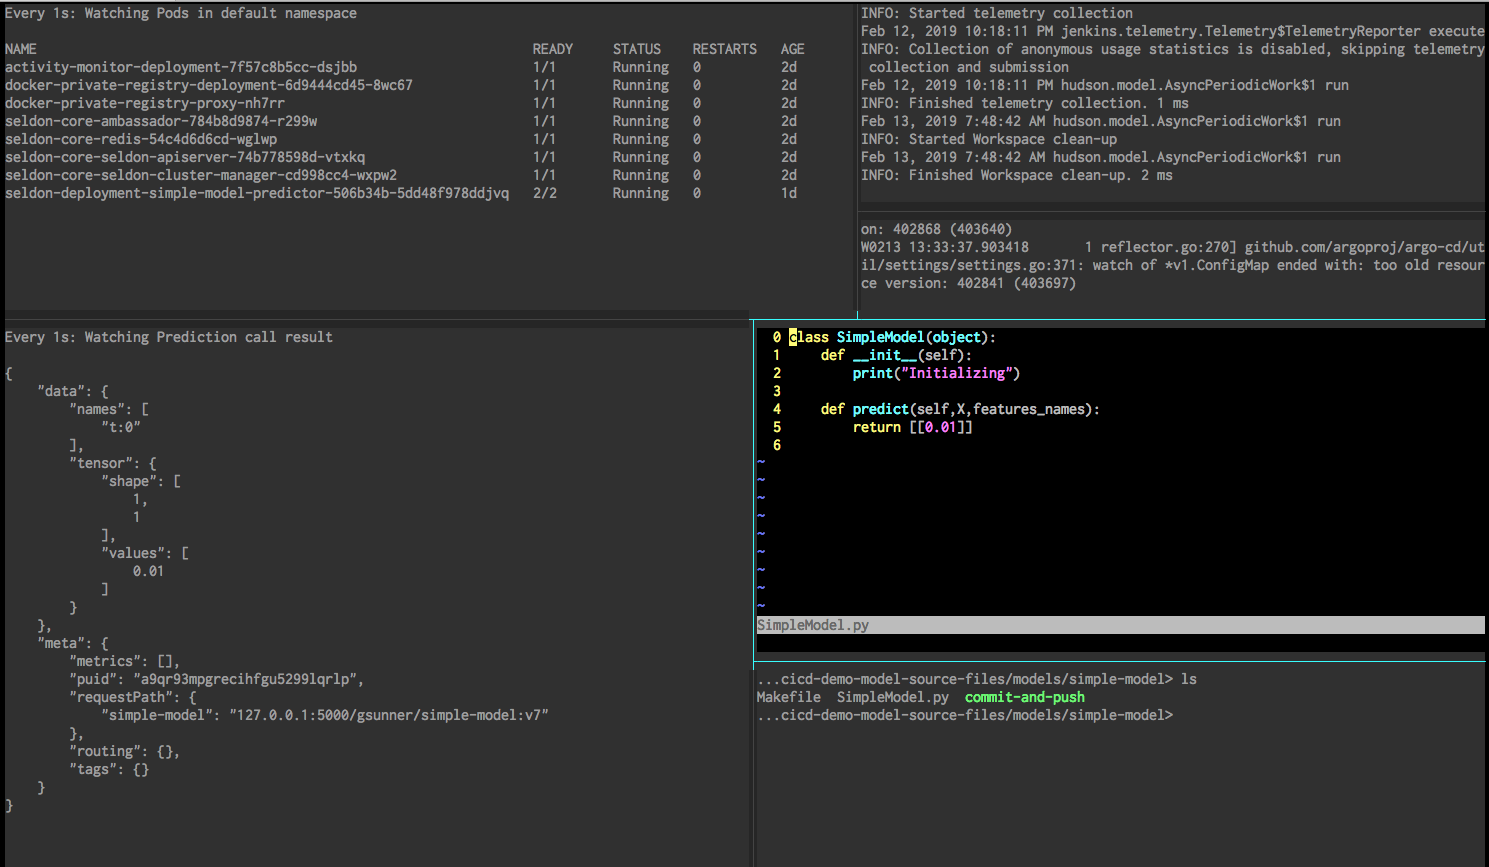 Every 1s: Watching Pods in default namespace
NAME READY STATUS RESTARTS AGE
activity-monitor-deployment-7f57c8b5cc-dsjbb 1/1 Running 0 2d
docker-private-registry-deployment-6d9444cd45-8wc67 1/1 Running 0 2d
docker-private-registry-proxy-nh7rr 1/1 Running 0 2d
seldon-core-ambassador-784b8d9874-r299w 1/1 Running 0 2d
seldon-core-redis-54c4d6d6cd-wglwp 1/1 Running 0 2d
seldon-core-seldon-apiserver-74b778598d-vtxkq 1/1 Running 0 2d
seldon-core-seldon-cluster-manager-cd998cc4-wxpw2 1/1 Running 0 2d
seldon-deployment-simple-model-predictor-506b34b-5dd48f978ddjvq 2/2 Running 0 1d
INFO: Started telemetry collection
Feb 12, 2019 10:18:11 PM jenkins.telemetry.Telemetry$TelemetryReporter execute
INFO: Collection of anonymous usage statistics is disabled, skipping telemetry
collection and submission
Feb 12, 2019 10:18:11 PM hudson.model.AsyncPeriodicWork$1 run
INFO: Finished telemetry collection. 1 ms
Feb 13, 2019 7:48:42 AM hudson.model.AsyncPeriodicWork$1 run
INFO: Started Workspace clean-up
Feb 13, 2019 7:48:42 AM hudson.model.AsyncPeriodicWork$1 run
INFO: Finished Workspace clean-up. 2 ms
on: 402868 (403640)
W0213 13:33:37.903418 1 reflector.go:270] github.com/argoproj/argo-cd/ut
il/settings/settings.go:371: watch of *v1.ConfigMap ended with: too old resour
ce version: 402841 (403697)
Every 1s: Watching Prediction call result
{
"data": {
"names": [
"t:0"
],
"tensor": {
"shape": [
1,
1
],
"values": [
0.01
]
}
},
"meta": {
"metrics": [],
"puid": "a9qr93mpgrecihfgu5299lqrlp",
"requestPath": {
"simple-model": "127.0.0.1:5000/gsunner/simple-model:v7"
},
"routing": {},
"tags": {}
}
}
0 class SimpleModel(object):
1 def __init__(self):
2 print("Initializing")
3
4 def predict(self,X,features_names):
5 return [[0.01]]
6
~
~
~
~
~
~
~
~
~
SimpleModel.py
...cicd-demo-model-source-files/models/simple-model> ls
Makefile SimpleModel.py commit-and-push
...cicd-demo-model-source-files/models/simple-model>